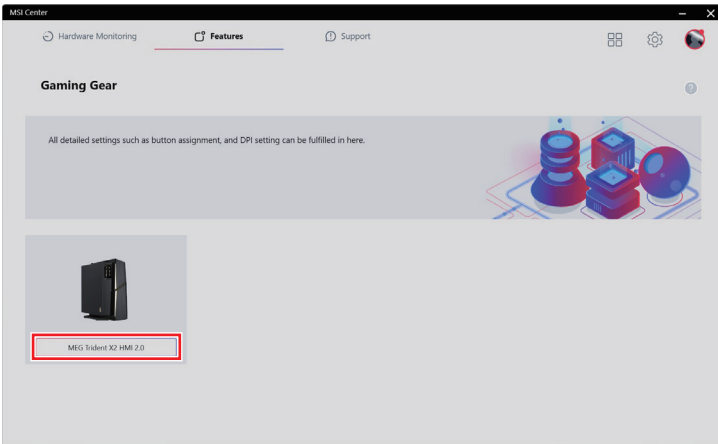 MSI Center
Hardware Monitoring Features Support
Gaming Gear
All detailed settings such as button assignment, and DPI setting can be fulfilled in here.
MEG Trident X2 HMI 2.0